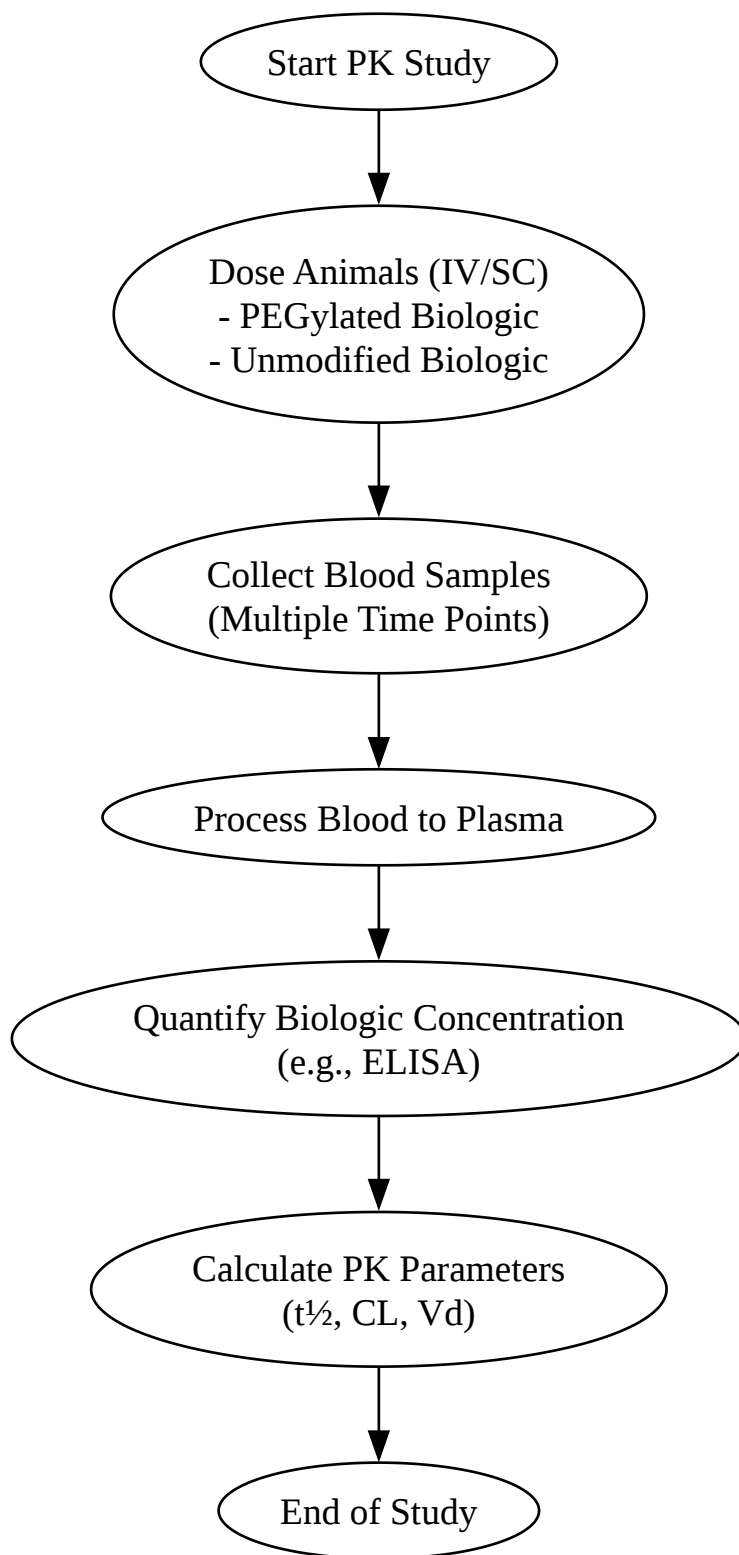 Start PK Study
Dose Animals (IV/SC)
- PEGylated Biologic
- Unmodified Biologic
Collect Blood Samples
(Multiple Time Points)
Process Blood to Plasma
Quantify Biologic Concentration
(e.g., ELISA)
Calculate PK Parameters
(t½, CL, Vd)
End of Study